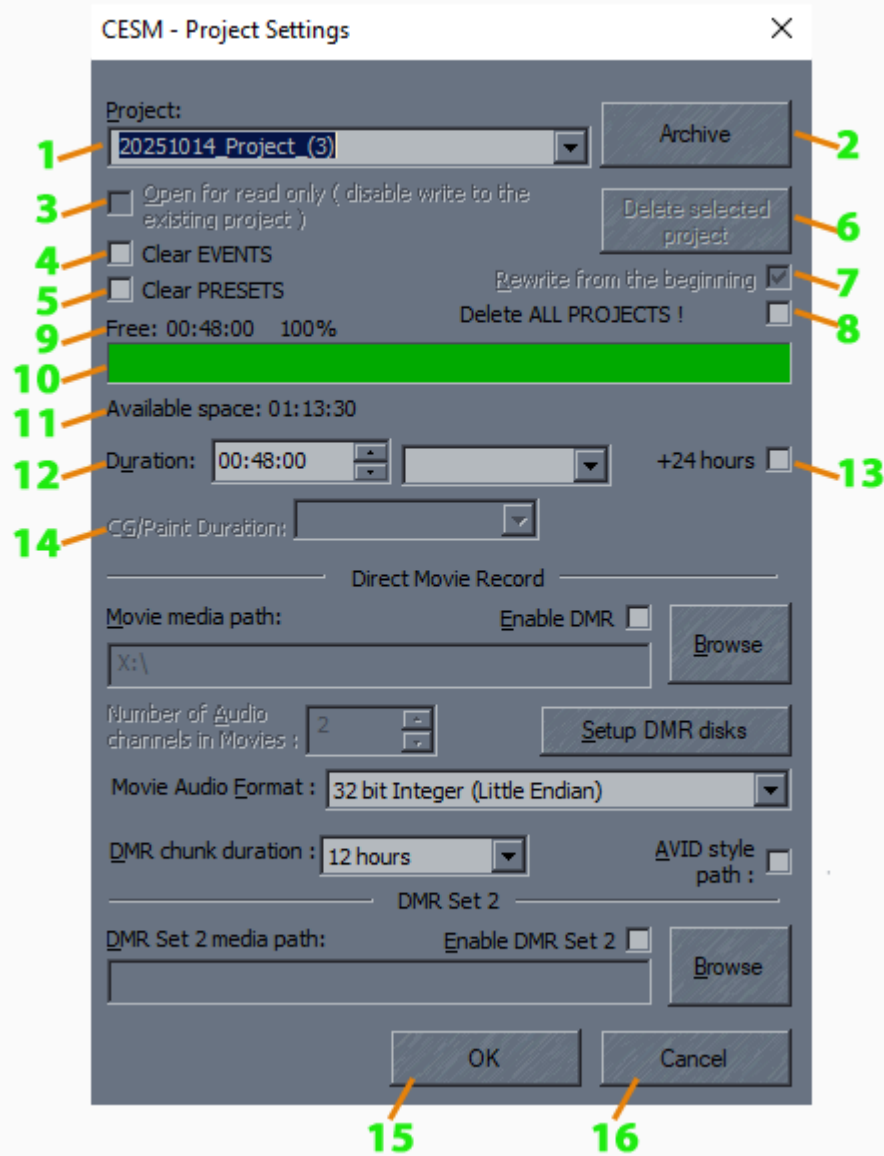 CESM - Project Settings
Project:
1
20251014_Project_(3)
Archive
2
3
Open for read only ( disable write to the
existing project )
Delete selected
project
6
4
Clear EVENTS
5
Clear PRESETS
Rewrite from the beginning
7
9
Free: 00:48:00 100%
Delete ALL PROJECTS !
8
10
11
Available space: 01:13:30
12
Duration:
00:48:00
+24 hours
13
14
CG/Paint Duration:
Direct Movie Record
Movie media path:
Enable DMR
Browse
X:\
Number of Audio
channels in Movies :
2
Setup DMR disks
Movie Audio Format :
32 bit Integer (Little Endian)
DMR chunk duration :
12 hours
AVID style
path :
DMR Set 2
DMR Set 2 media path:
Enable DMR Set 2
Browse
OK
Cancel
15
16